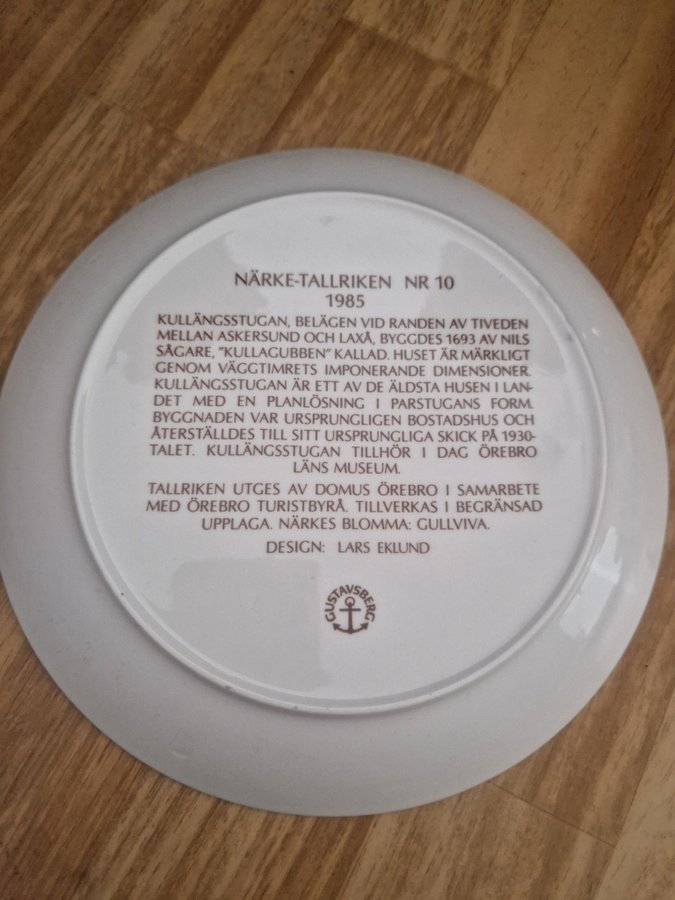 NÄRKE-TALLRIKEN NR 10
1985
KULLÄNGSSTUGAN, BELÄGEN VID RANDEN AV TIVEDEN
MELLAN ASKERSUND OCH LAXÅ, BYGGDES 1693 AV NILS
SÅGARE, "KULLAGUBBEN" KALLAD. HUSET ÄR MÄRKLIGT
GENOM VÄGGTIMRETS IMPONERANDE DIMENSIONER.
KULLÄNGSSTUGAN ÄR ETT AV DE ÄLDSTA HUSEN I LAN-
DET MED EN PLANLÖSNING I PARSTUGANS FORM.
BYGGNADEN VAR URSPRUNGLIGEN BOSTADSHUS OCH
ÅTERSTÄLLDES TILL SITT URSPRUNGLIGA SKICK PÅ 1930-
TALET. KULLÄNGSSTUGAN TILLHÖR I DAG ÖREBRO
LÄNS MUSEUM.
TALLRIKEN UTGES AV DOMUS ÖREBRO I SAMARBETE
MED ÖREBRO TURISTBYRÅ. TILLVERKAS I BEGRÄNSAD
UPPLAGA. NÄRKES BLOMMA: GULLVIVA.
DESIGN: LARS EKLUND
GUSTAVSBERG